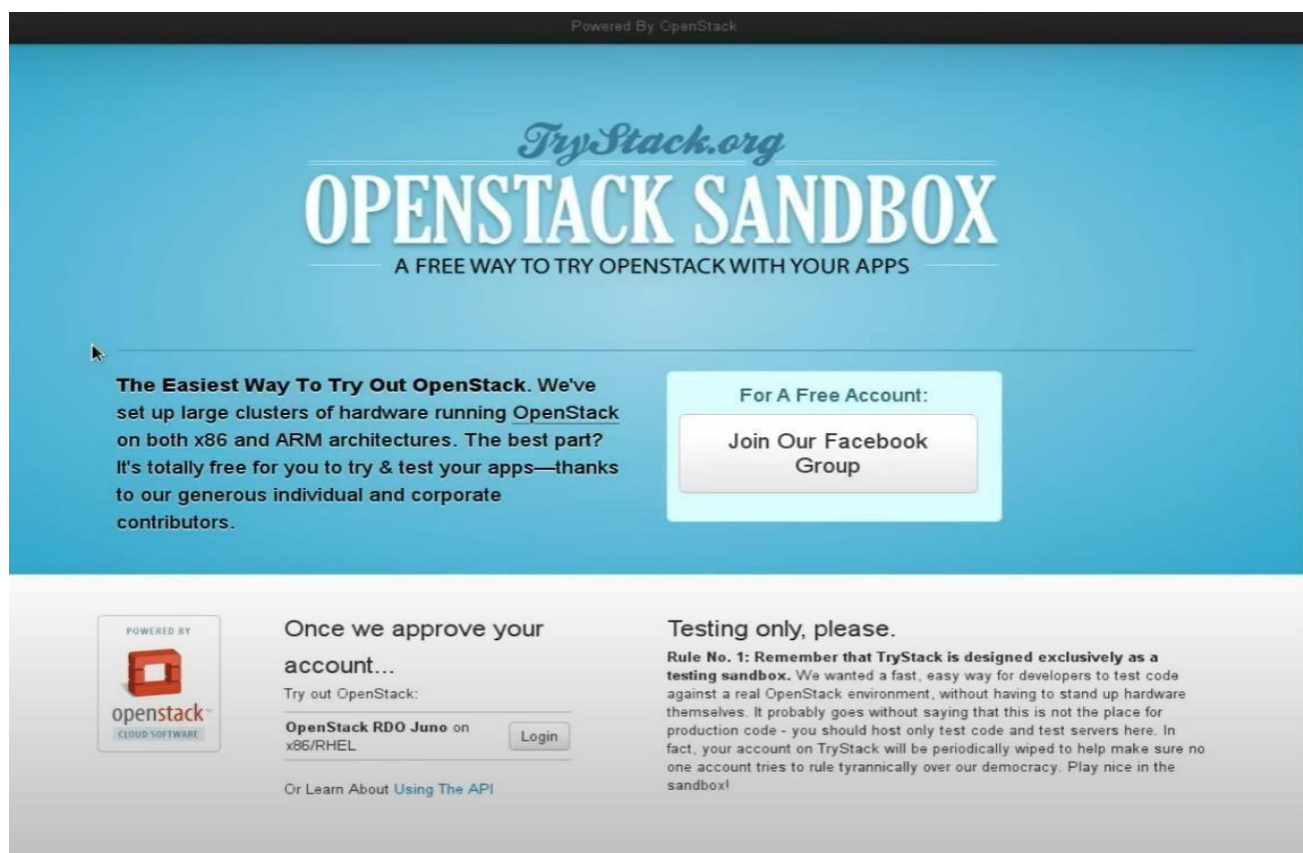 Powered By OpenStack
TryStack.org
OPENSTACK SANDBOX
A FREE WAY TO TRY OPENSTACK WITH YOUR APPS
The Easiest Way To Try Out OpenStack. We've
set up large clusters of hardware running OpenStack
on both x86 and ARM architectures. The best part?
It's totally free for you to try & test your apps—thanks
to our generous individual and corporate
contributors.
For A Free Account:
Join Our Facebook
Group
POWERED BY
openstack
CLOUD SOFTWARE
Once we approve your
account...
Try out OpenStack:
OpenStack RDO Juno on
x86/RHEL
Login
Or Learn About Using The API
Testing only, please.
Rule No. 1: Remember that TryStack is designed exclusively as a
testing sandbox. We wanted a fast, easy way for developers to test code
against a real OpenStack environment, without having to stand up hardware
themselves. It probably goes without saying that this is not the place for
production code - you should host only test code and test servers here. In
fact, your account on TryStack will be periodically wiped to help make sure no
one account tries to rule tyrannically over our democracy. Play nice in the
sandbox!